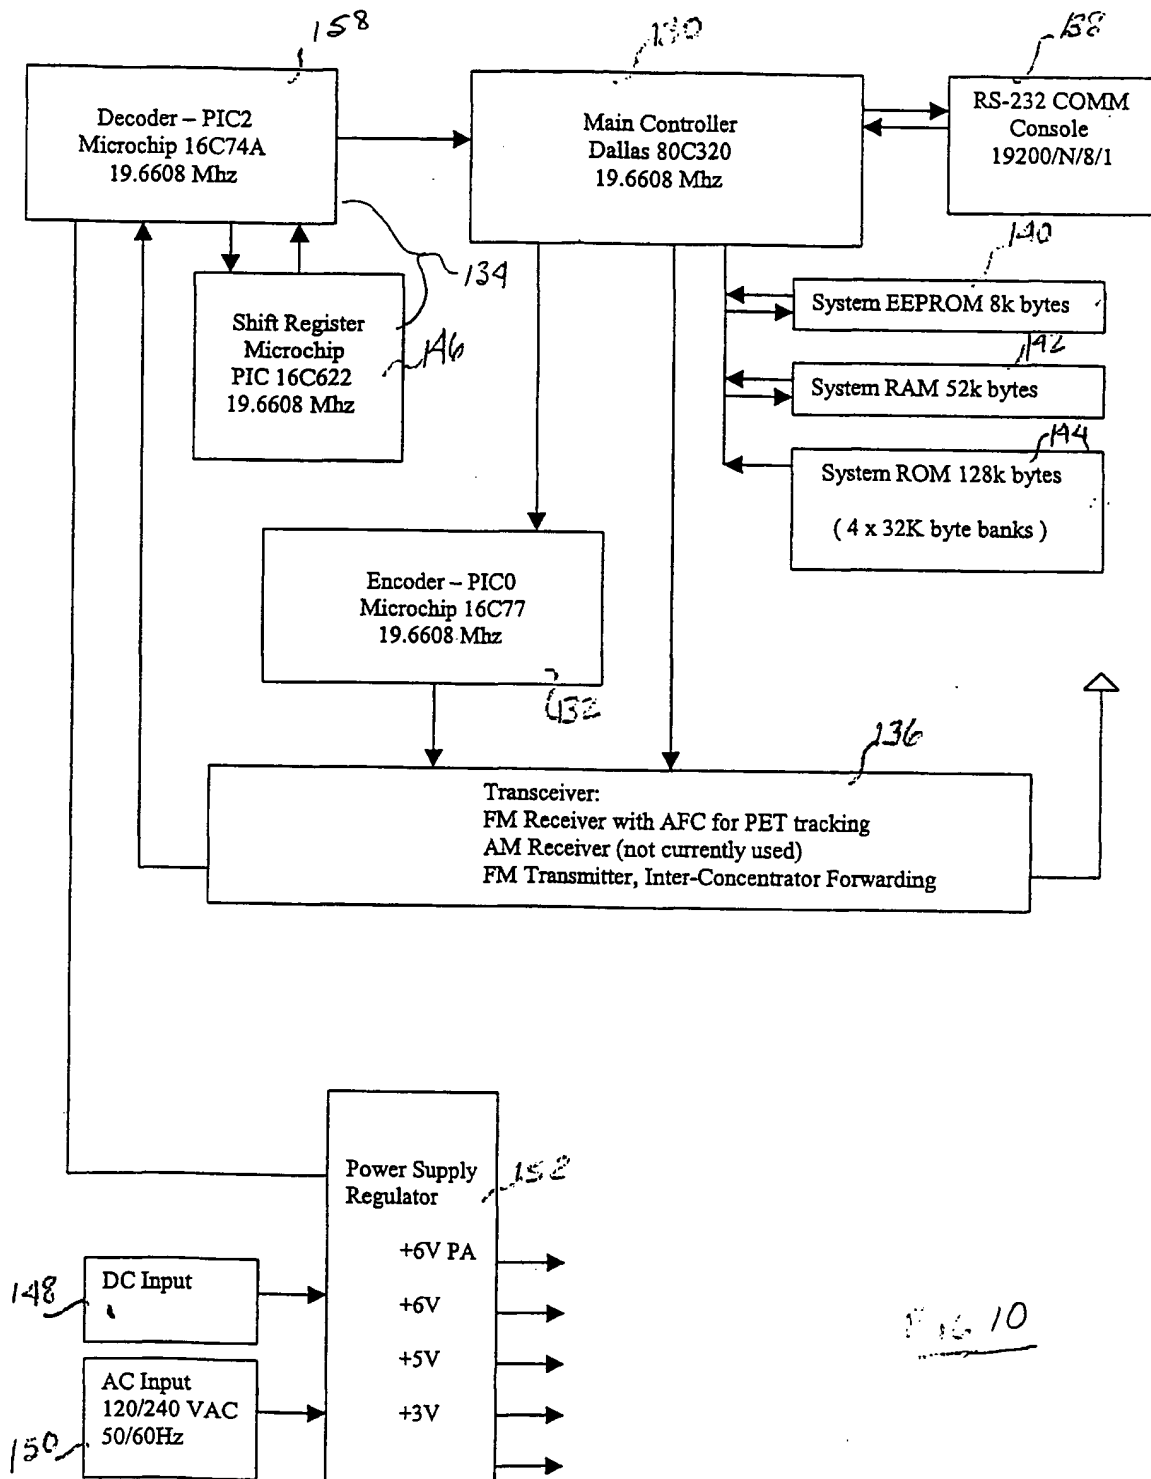 158
130
138
Decoder – PIC2
Microchip 16C74A
19.6608 Mhz
Main Controller
Dallas 80C320
19.6608 Mhz
RS-232 COMM
Console
19200/N/8/1
134
140
System EEPROM 8k bytes
Shift Register
Microchip
PIC 16C622
19.6608 Mhz
146
142
System RAM 52k bytes
144
System ROM 128k bytes
( 4 x 32K byte banks )
Encoder – PIC0
Microchip 16C77
19.6608 Mhz
132
136
Transceiver:
FM Receiver with AFC for PET tracking
AM Receiver (not currently used)
FM Transmitter, Inter-Concentrator Forwarding
Power Supply
Regulator
152
+6V PA
+6V
+5V
+3V
148
DC Input
150
AC Input
120/240 VAC
50/60Hz
FIG 10